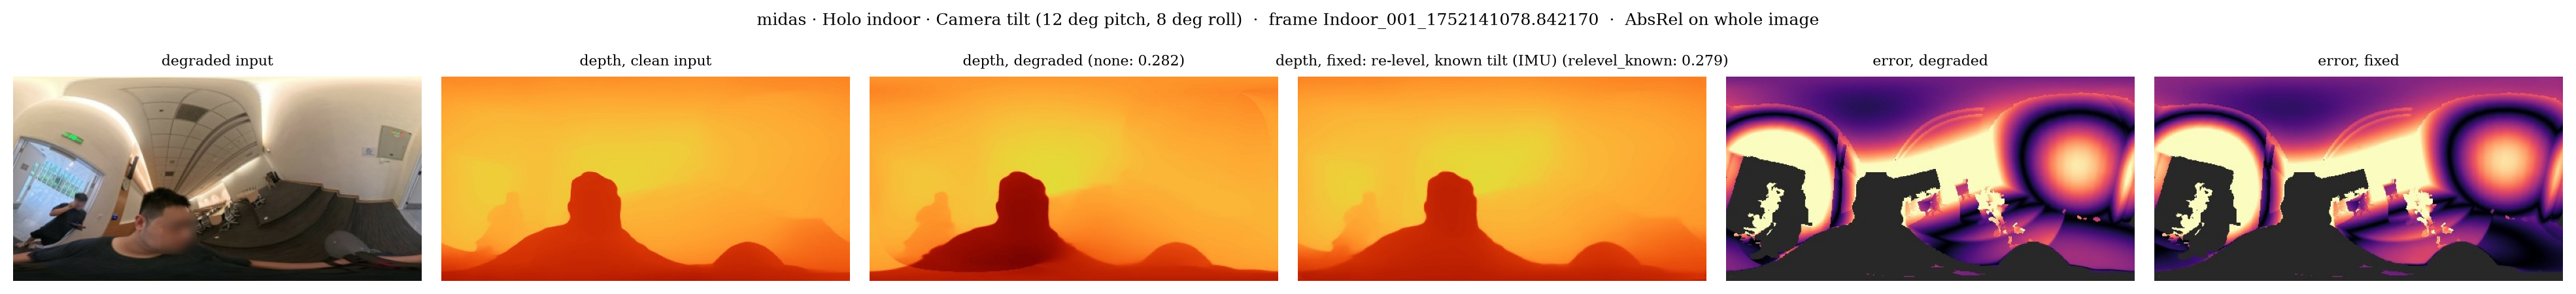 midas · Holo indoor · Camera tilt (12 deg pitch, 8 deg roll)  ·  frame Indoor_001_1752141078.842170  ·  AbsRel on whole image
degraded input
depth, clean input
depth, degraded (none: 0.282)
depth, fixed: re-level, known tilt (IMU) (relevel_known: 0.279)
error, degraded
error, fixed